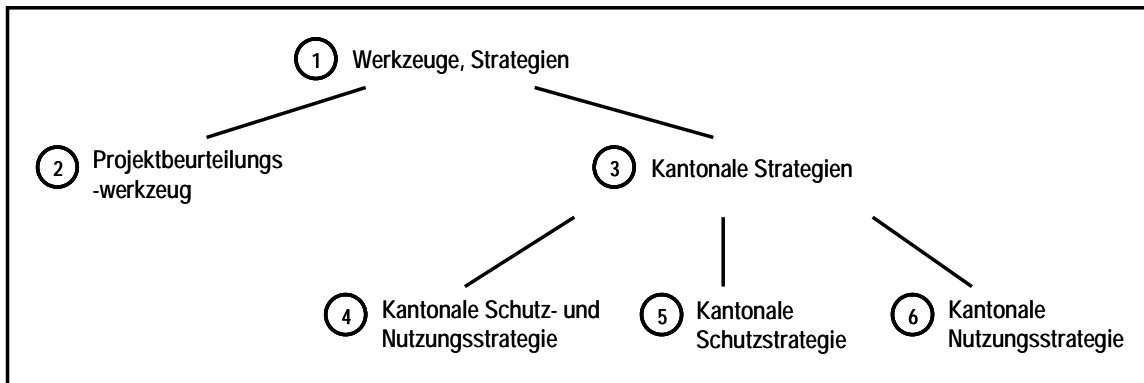 1 Werkzeuge, Strategien
2 Projektbeurteilungs
-werkzeug
3 Kantonale Strategien
4 Kantonale Schutz- und
Nutzungsstrategie
5 Kantonale
Schutzstrategie
6 Kantonale
Nutzungsstrategie